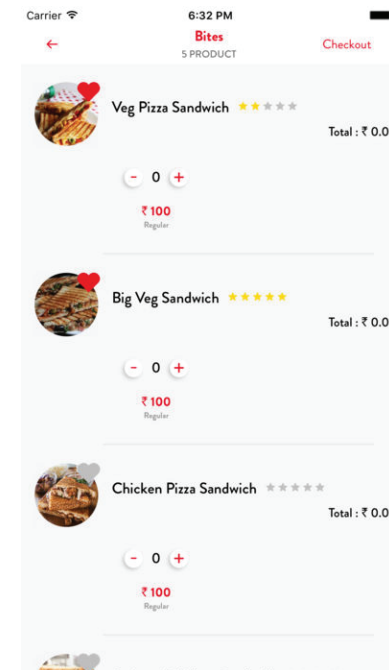 Carrier 6:32 PM
Bites
5 PRODUCT
Checkout
Veg Pizza Sandwich
Total : ₹ 0.0
- 0 +
₹ 100
Regular
Big Veg Sandwich
Total : ₹ 0.0
- 0 +
₹ 100
Regular
Chicken Pizza Sandwich
Total : ₹ 0.0
- 0 +
₹ 100
Regular